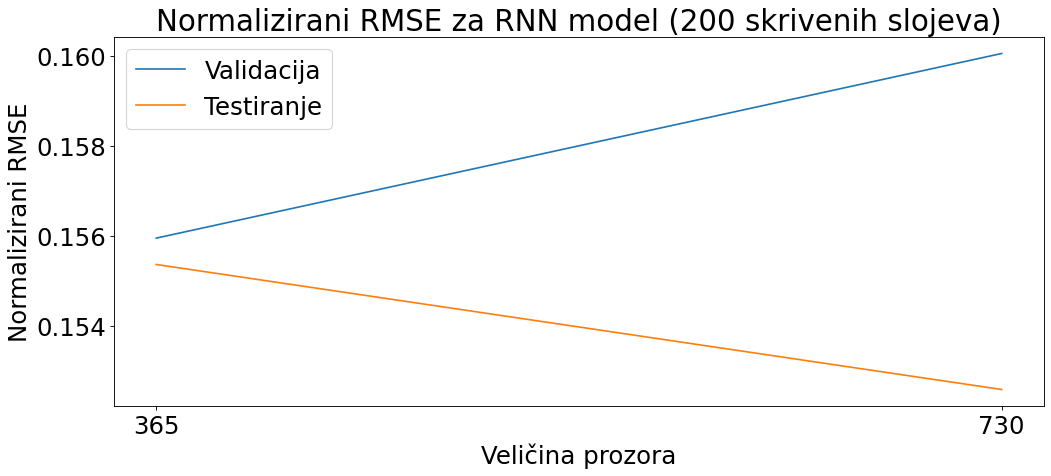 Normalizirani RMSE za RNN model (200 skrivenih slojeva)
Normalizirani RMSE
0.160
0.158
0.156
0.154
Validacija
Testiranje
365
730
Veličina prozora